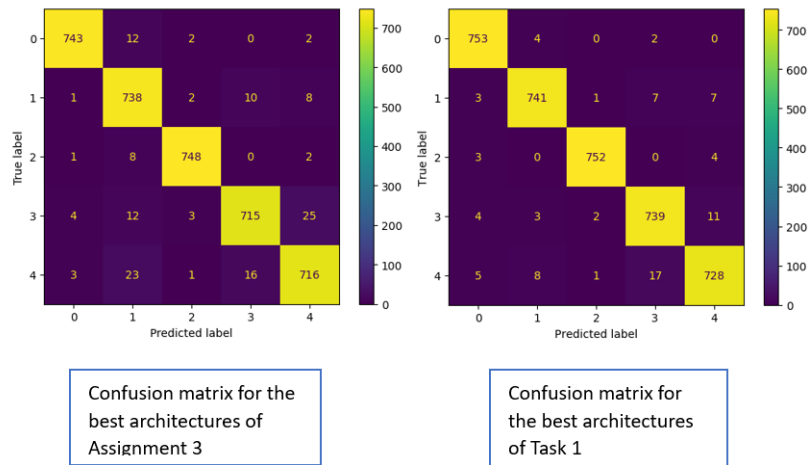 0 743 12 2 0 2
1 1 738 2 10 8
2 1 8 748 0 2
3 4 12 3 715 25
4 3 23 1 16 716
0 1 2 3 4
True label
Predicted label
700
600
500
400
300
200
100
0
0 753 4 0 2 0
1 3 741 1 7 7
2 3 0 752 0 4
3 4 3 2 739 11
4 5 8 1 17 728
0 1 2 3 4
True label
Predicted label
700
600
500
400
300
200
100
0
Confusion matrix for the
best architectures of
Assignment 3
Confusion matrix for
the best architectures
of Task 1